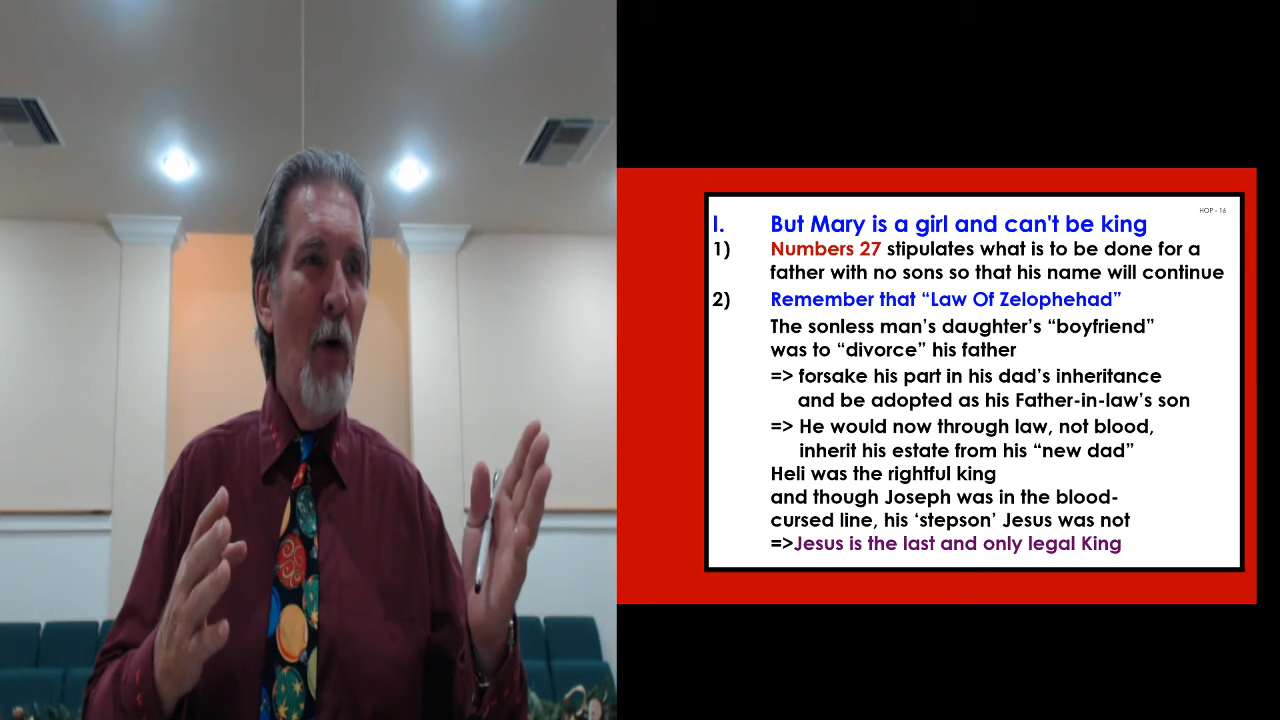 HOP - 16
I. But Mary is a girl and can't be king
1) Numbers 27 stipulates what is to be done for a
father with no sons so that his name will continue
2) Remember that “Law Of Zelophehad”
The sonless man’s daughter’s “boyfriend”
was to “divorce” his father
=> forsake his part in his dad’s inheritance
and be adopted as his Father-in-law’s son
=> He would now through law, not blood,
inherit his estate from his “new dad”
Heli was the rightful king
and though Joseph was in the blood-
cursed line, his ‘stepson’ Jesus was not
=>Jesus is the last and only legal King